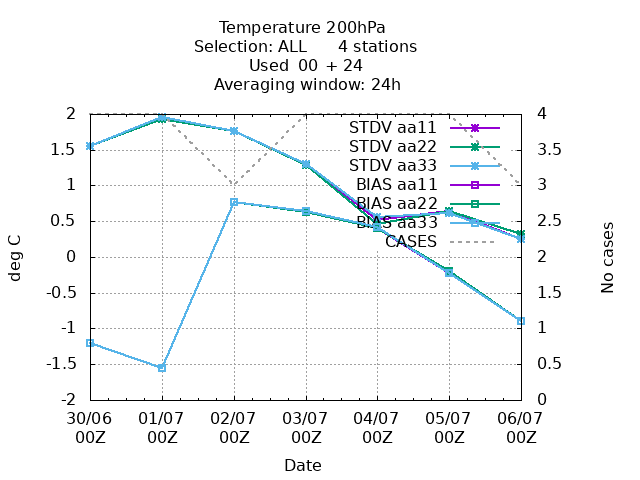 Temperature 200hPa
Selection: ALL 4 stations
Used 00 + 24
Averaging window: 24h
2
1.5
1
0.5
0
-0.5
-1
-1.5
-2
deg C
4
3.5
3
2.5
2
1.5
1
0.5
0
No cases
STDV aa11
STDV aa22
STDV aa33
BIAS aa11
BIAS aa22
BIAS aa33
CASES
30/06 01/07 02/07 03/07 04/07 05/07 06/07
00Z 00Z 00Z 00Z 00Z 00Z 00Z
Date